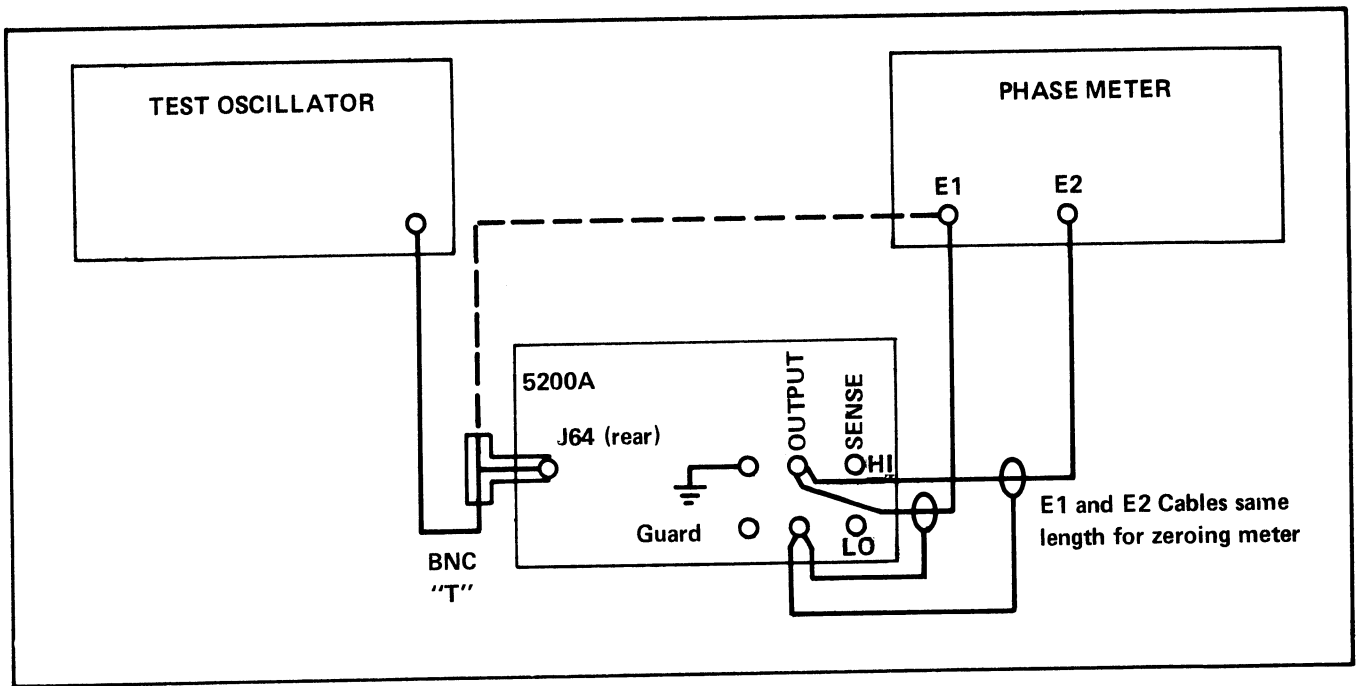 TEST OSCILLATOR
PHASE METER
E1
E2
5200A
J64 (rear)
OUTPUT
SENSE
HI
Guard
LO
E1 and E2 Cables same
length for zeroing meter
BNC
"T"